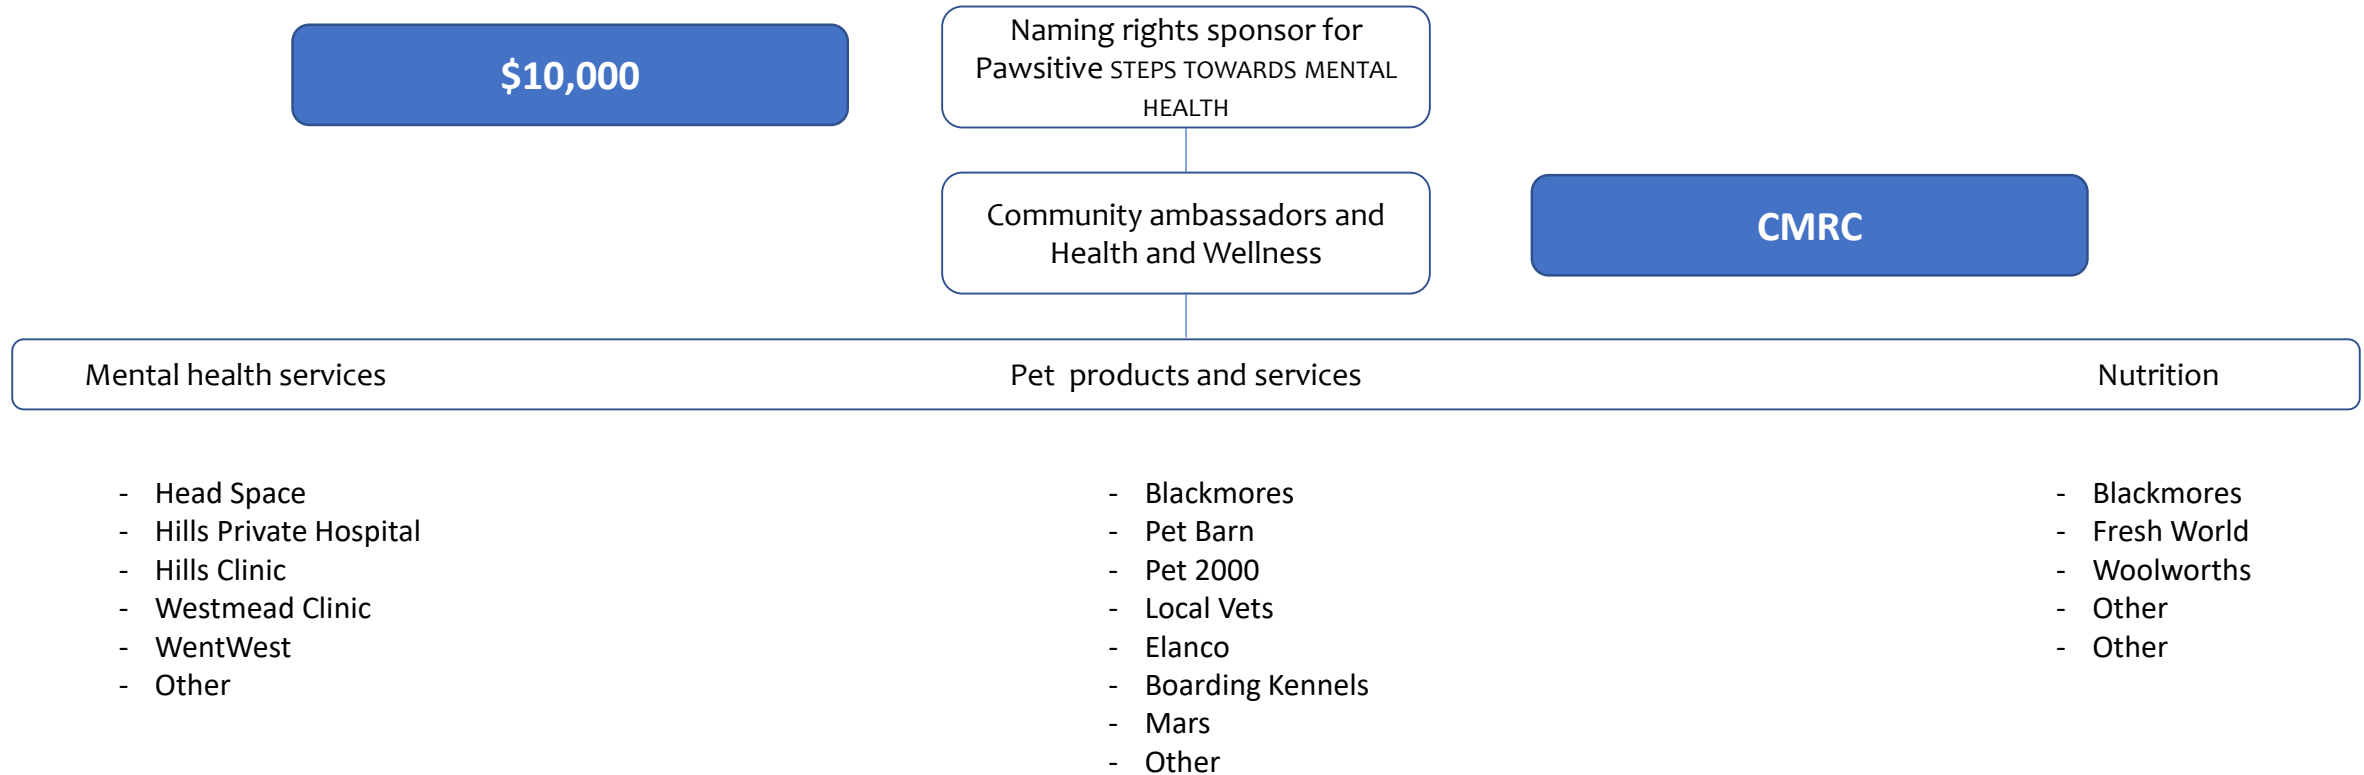 $10,000
Naming rights sponsor for
Pawsitive STEPS TOWARDS MENTAL
HEALTH
Community ambassadors and
Health and Wellness
CMRC
Mental health services
Pet products and services
Nutrition
- Head Space
- Hills Private Hospital
- Hills Clinic
- Westmead Clinic
- WentWest
- Other
- Blackmores
- Pet Barn
- Pet 2000
- Local Vets
- Elanco
- Boarding Kennels
- Mars
- Other
- Blackmores
- Fresh World
- Woolworths
- Other
- Other